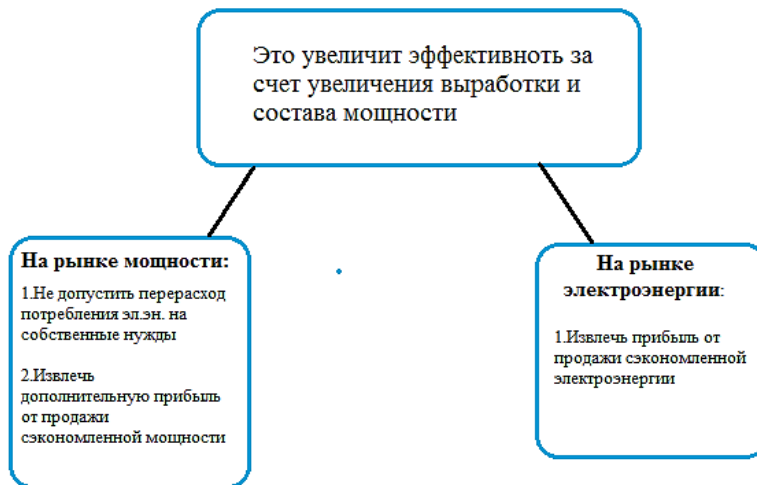 Это увеличит эффективноть за
счет увеличения выработки и
состава мощности
На рынке мощности:
1.Не допустить перерасход
потребления эл.эн. на
собственные нужды
2.Извлечь
дополнительную прибыль
от продажи
сэкономленной мощности
На рынке
электроэнергии:
1.Извлечь прибыль от
продажи сэкономленной
электроэнергии